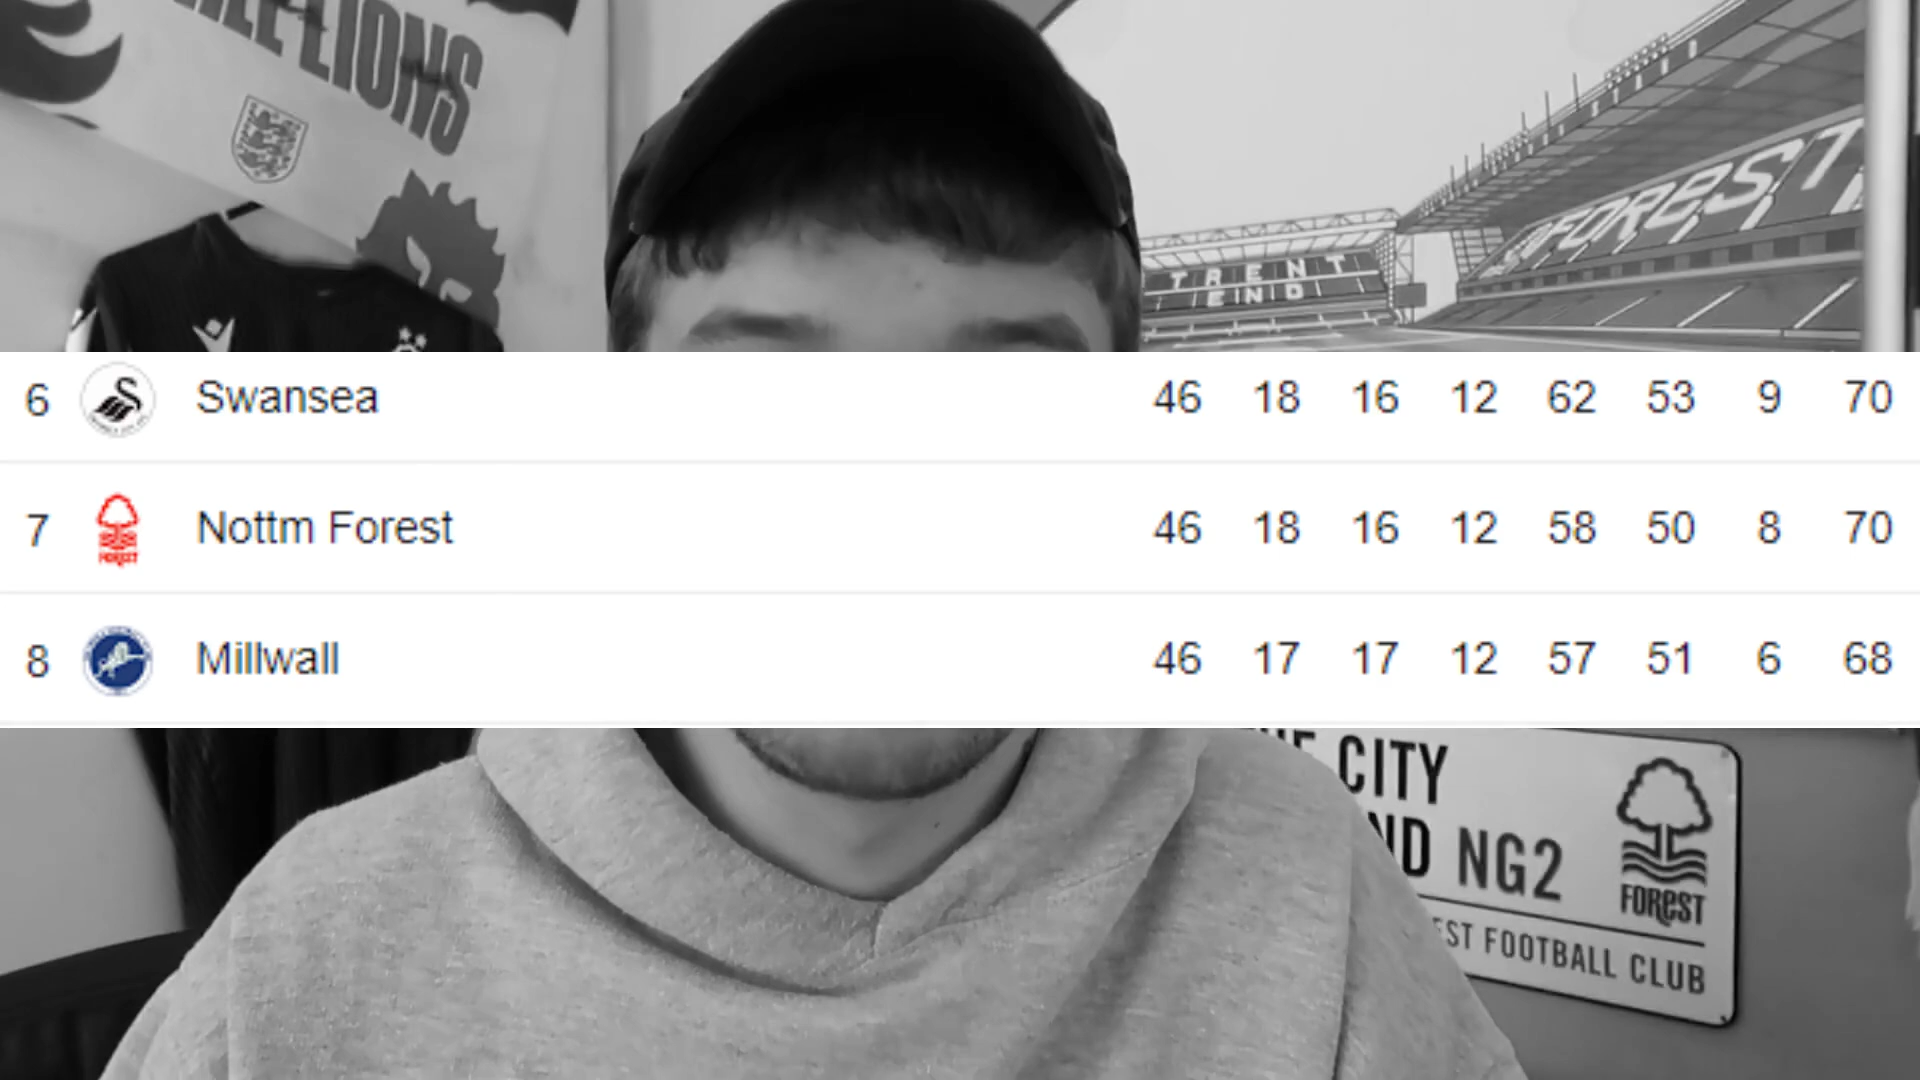 LIONS
FOREST
TRENT
END
6 Swansea 46 18 16 12 62 53 9 70
7 FOREST Nottm Forest 46 18 16 12 58 50 8 70
8 Millwall 46 17 17 12 57 51 6 68
CITY
NG2
FOREST
FOOTBALL CLUB